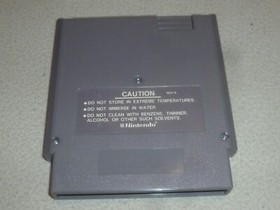 CAUTION
• DO NOT STORE IN EXTREME TEMPERATURES.
• DO NOT IMMERSE IN WATER.
• DO NOT CLEAN WITH BENZENE, THINNER,
ALCOHOL OR OTHER SUCH SOLVENTS.
Nintendo